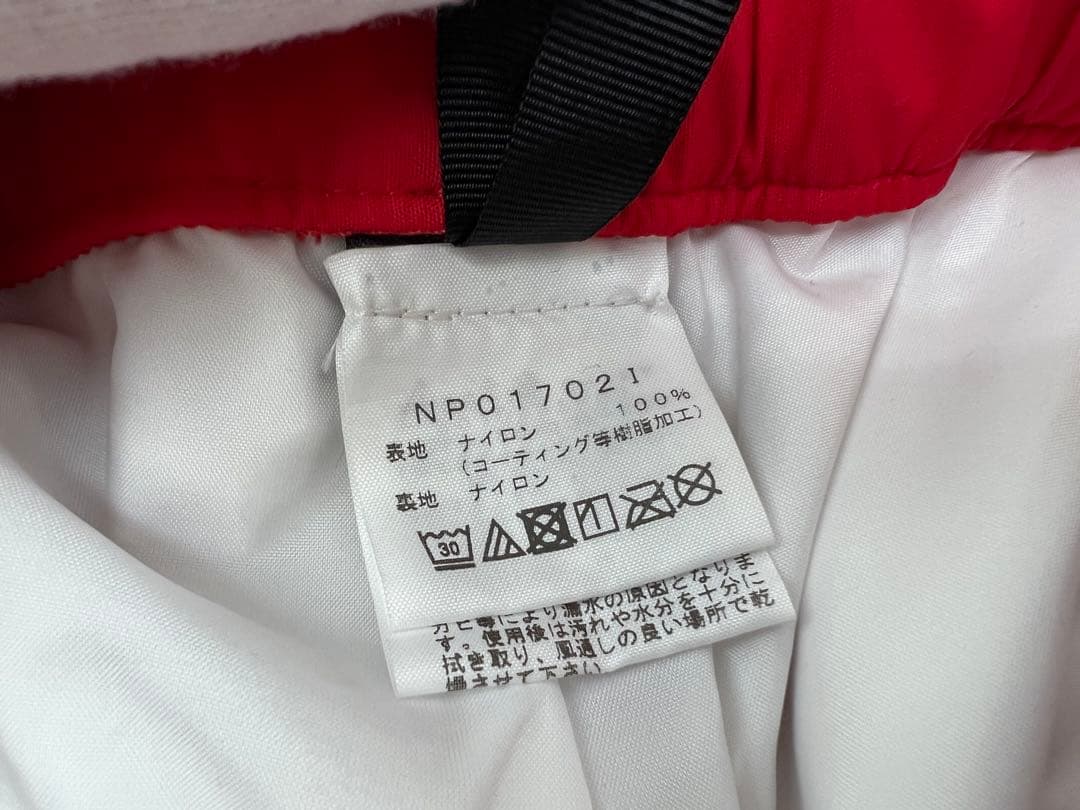 NP01702I
表地 ナイロン 100%
(コーティング等樹脂加工)
裏地 ナイロン
30
カビ等により漏水の原因となりま
す。使用後は汚れや水分を十分に
拭き取り、風通しの良い場所で乾
燥させて下さい